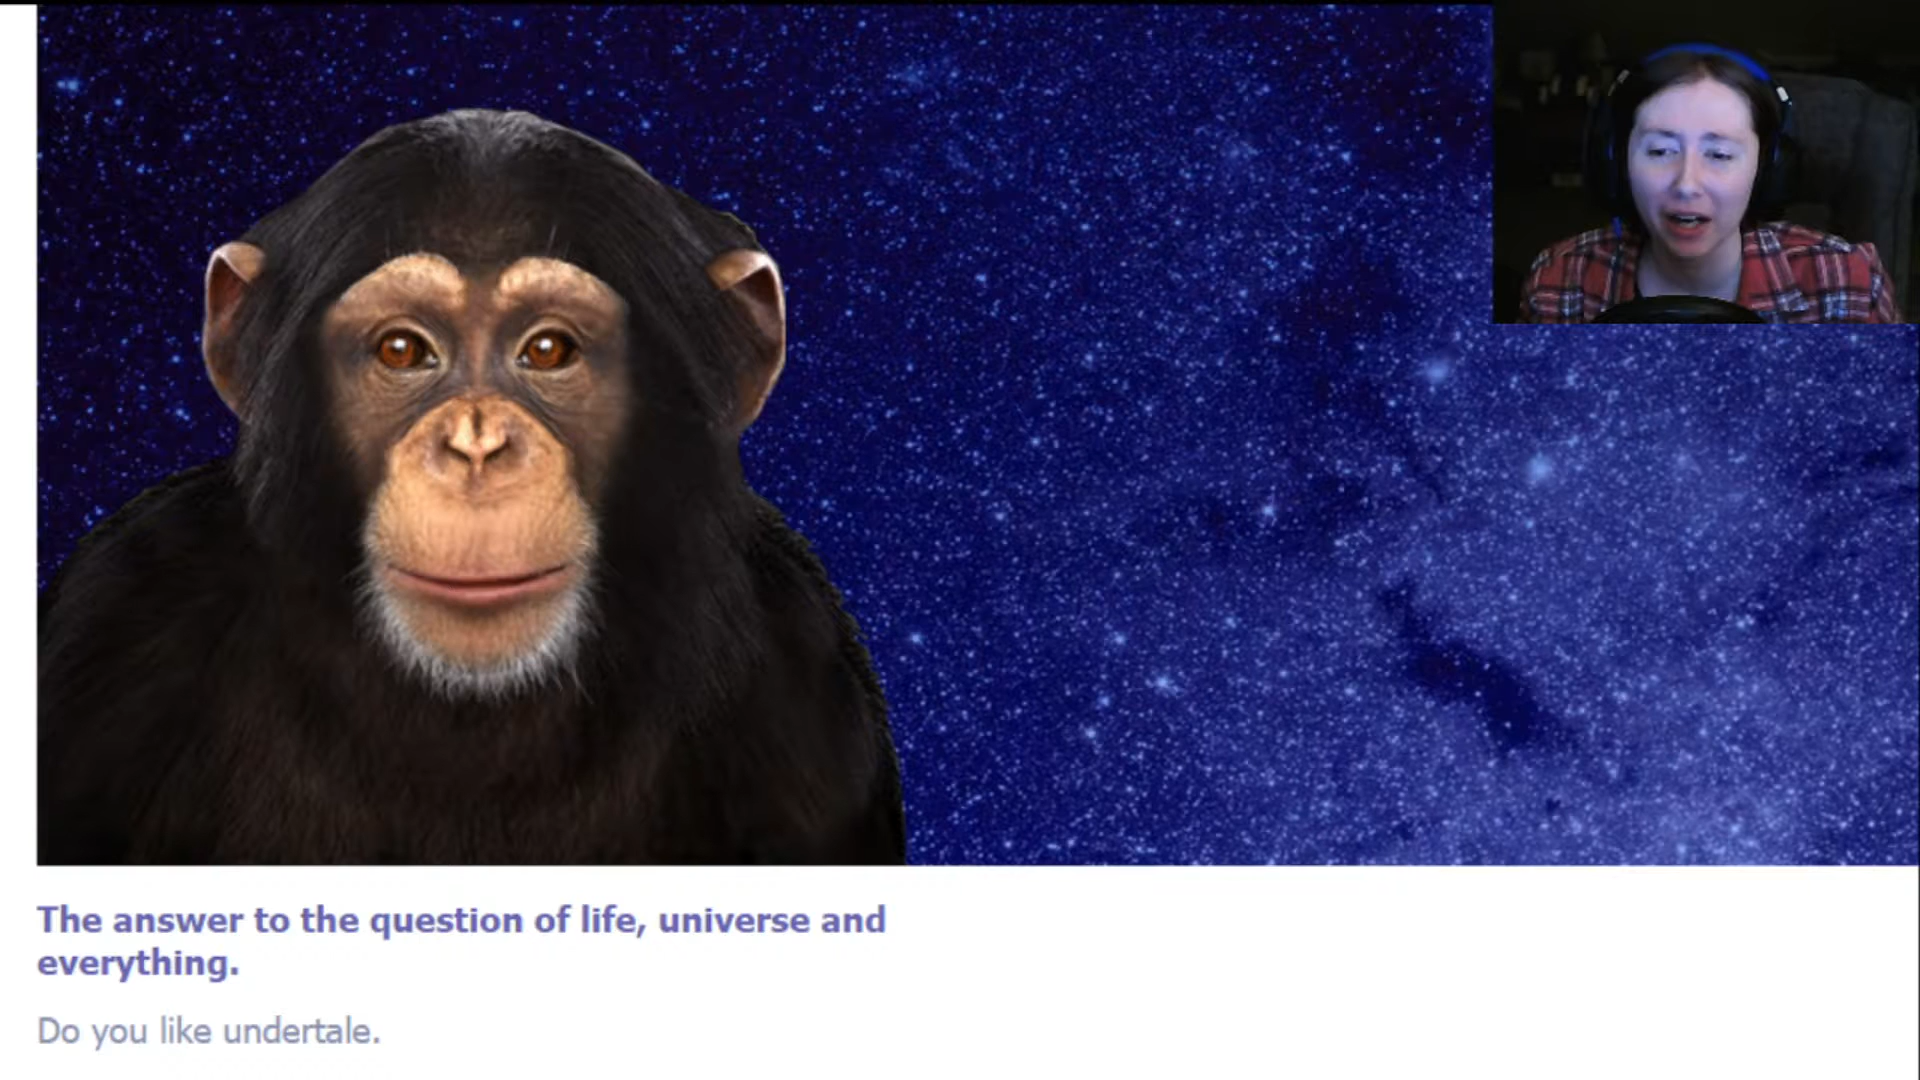 The answer to the question of life, universe and
everything.
Do you like undertale.